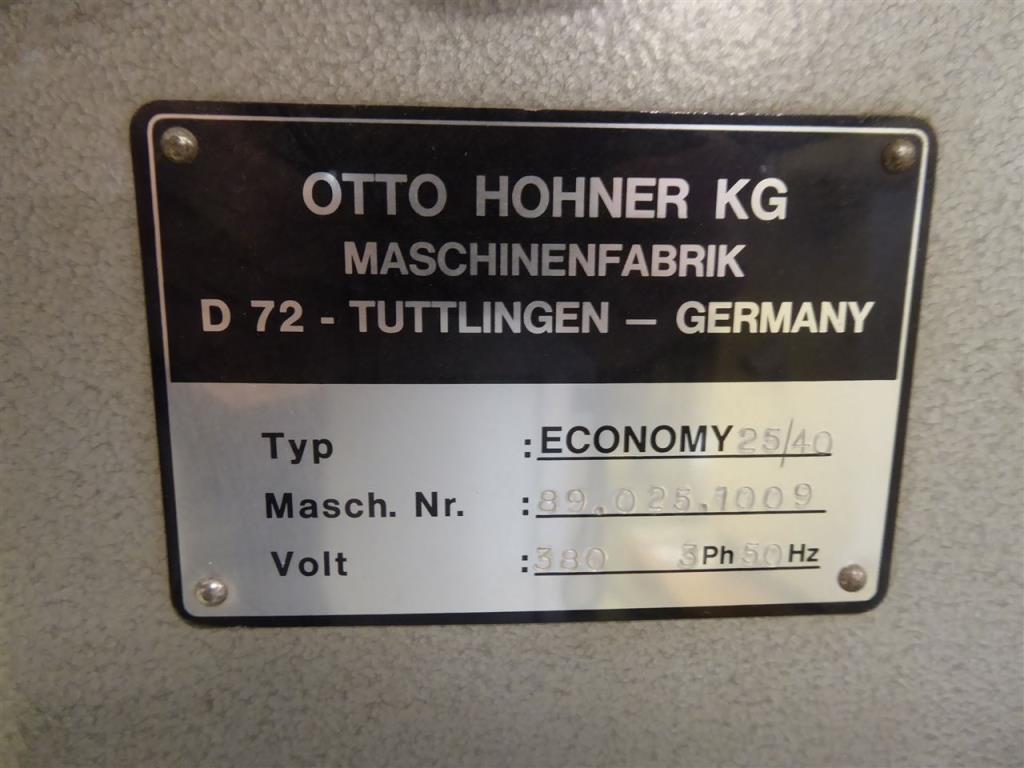 OTTO HOHNER KG
MASCHINENFABRIK
D 72 - TUTTLINGEN — GERMANY
Typ :ECONOMY 25/40
Masch. Nr. :89.025.1009
Volt :380 3Ph 50 Hz